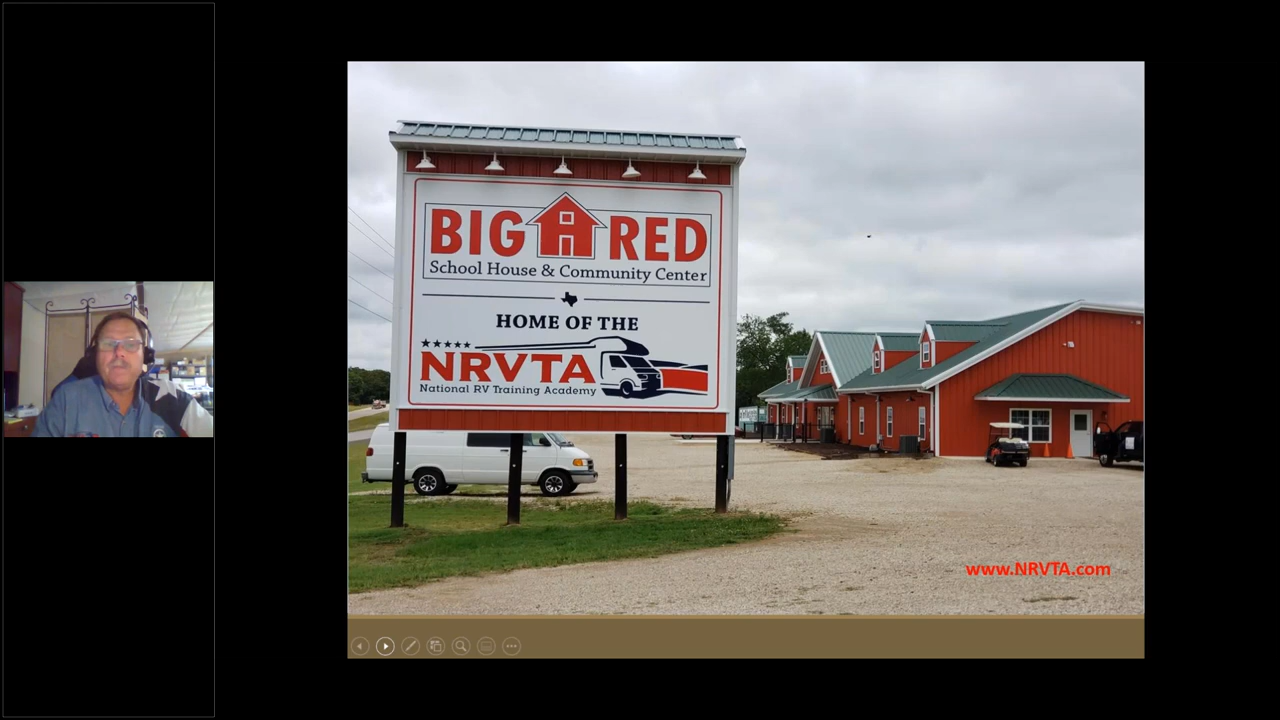 BIG RED
School House & Community Center
HOME OF THE
NRVTA
National RV Training Academy
www.NRVTA.com